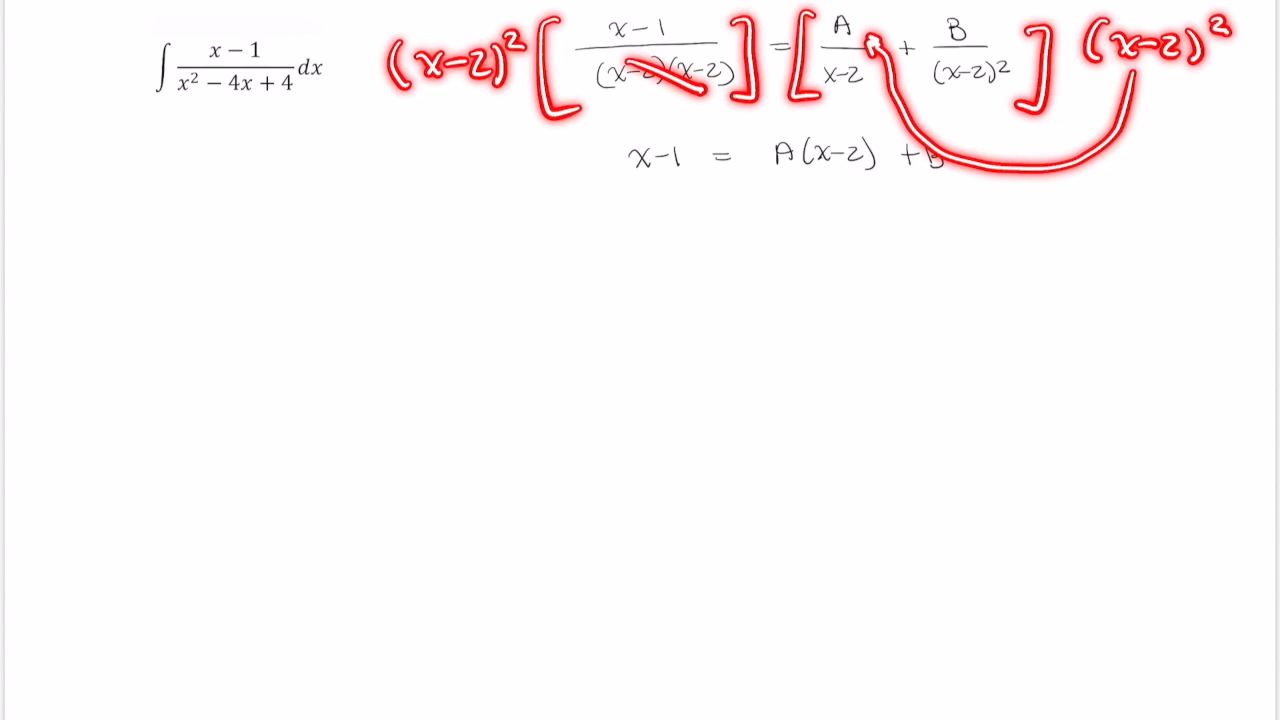 ∫ (x − 1)/(x² − 4x + 4) dx
(x-2)² [ (x-1)/((x-2)(x-2)) ] = [ A/(x-2) + B/(x-2)² ] (x-2)²
x-1 = A(x-2) + B